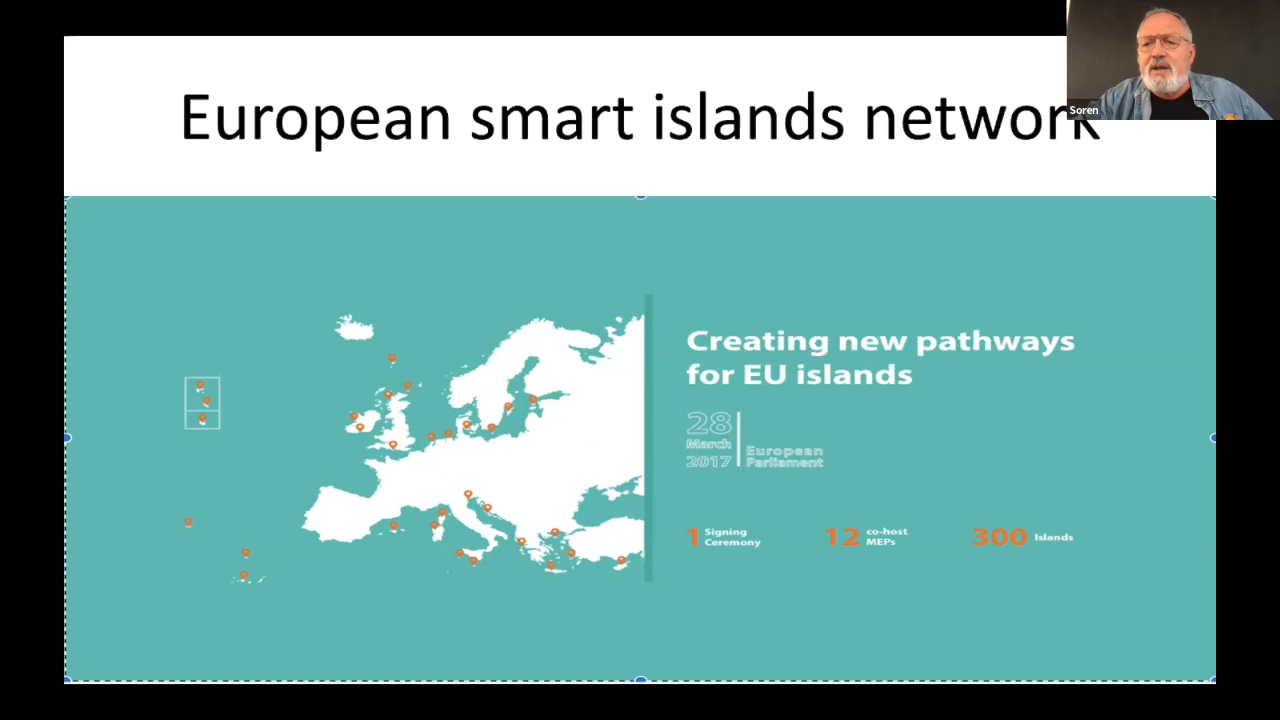 European smart islands network
Soren
Creating new pathways
for EU islands
28
March
2017
European
Parliament
1 Signing
Ceremony
12 co-host
MEPs
300 Islands